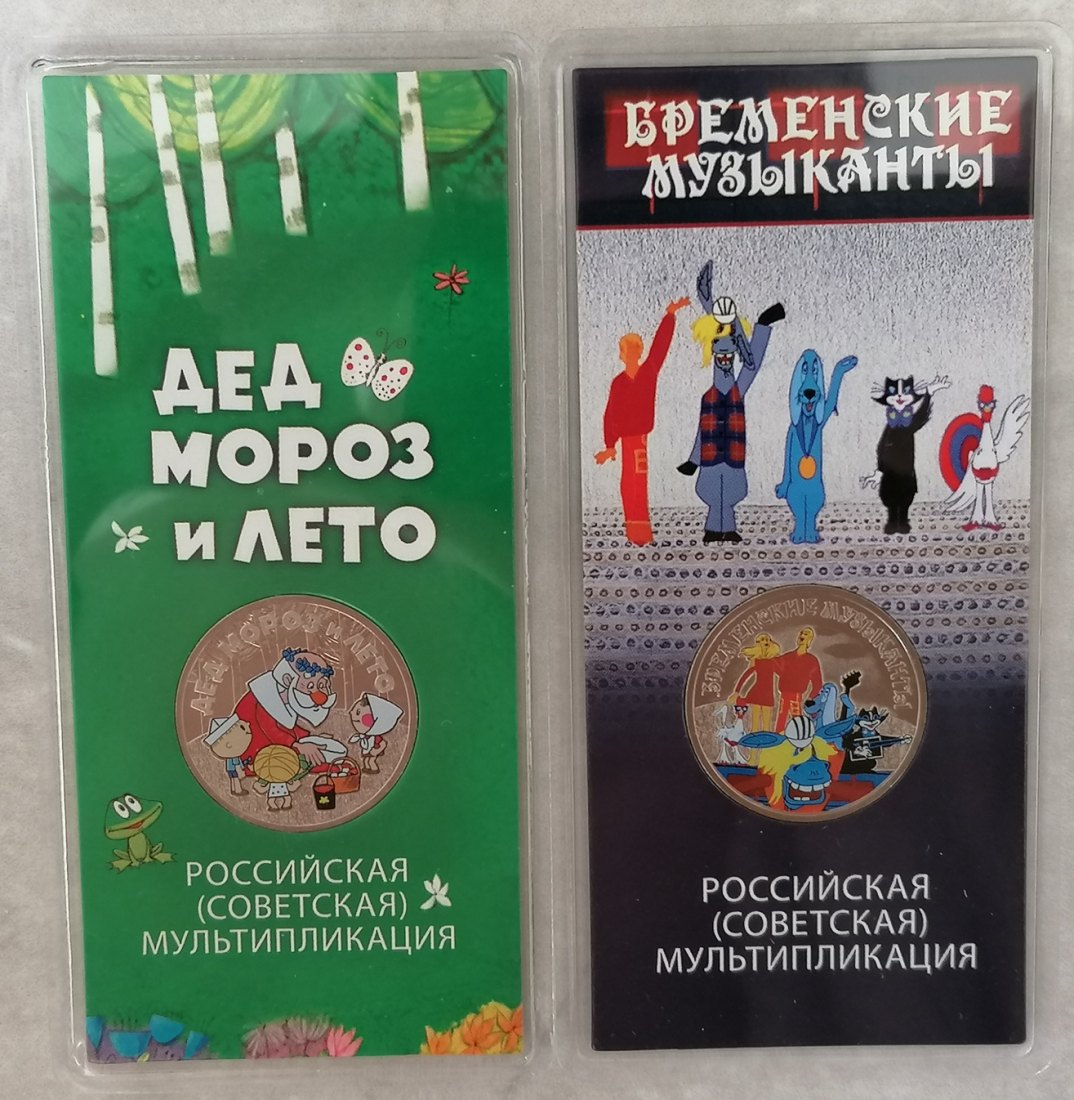 ДЕД
МОРОЗ
И ЛЕТО
ДЕД МОРОЗ И ЛЕТО
РОССИЙСКАЯ
(СОВЕТСКАЯ)
МУЛЬТИПЛИКАЦИЯ
БРЕМЕНСКИЕ
МУЗЫКАНТЫ
БРЕМЕНСКИЕ МУЗЫКАНТЫ
РОССИЙСКАЯ
(СОВЕТСКАЯ)
МУЛЬТИПЛИКАЦИЯ